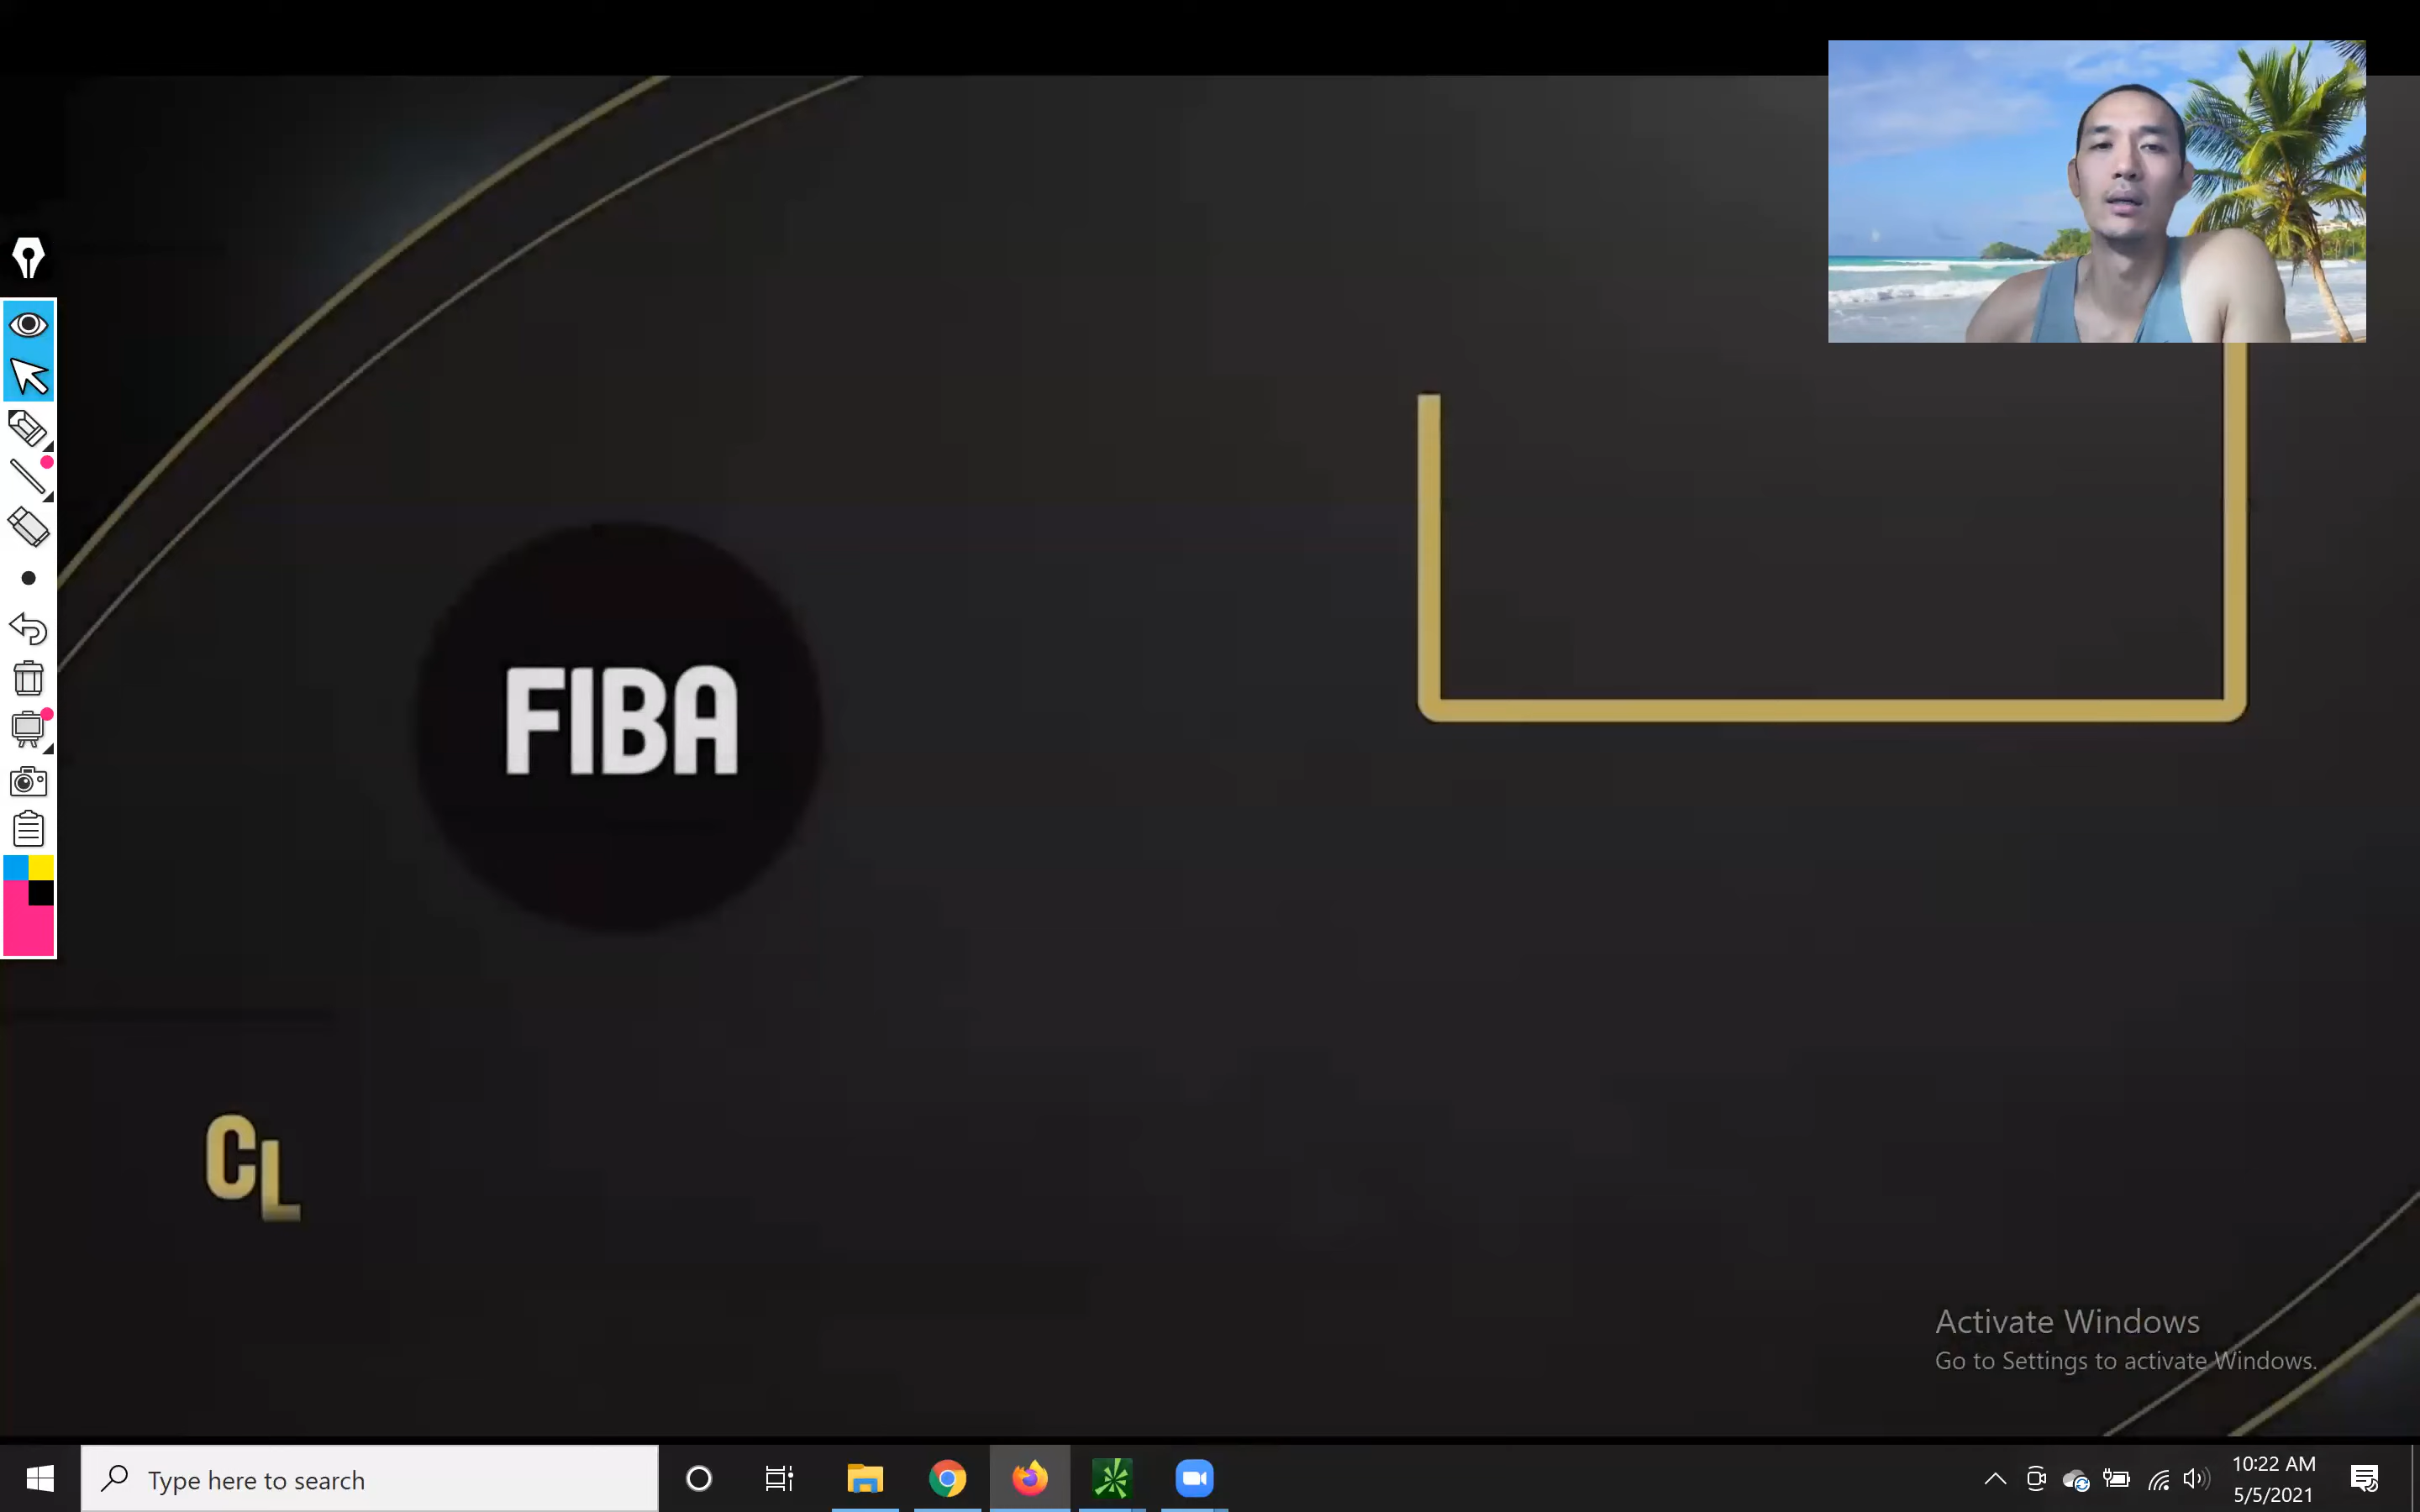 FIBA
CL
Activate Windows
Go to Settings to activate Windows.
Type here to search
10:22 AM
5/5/2021